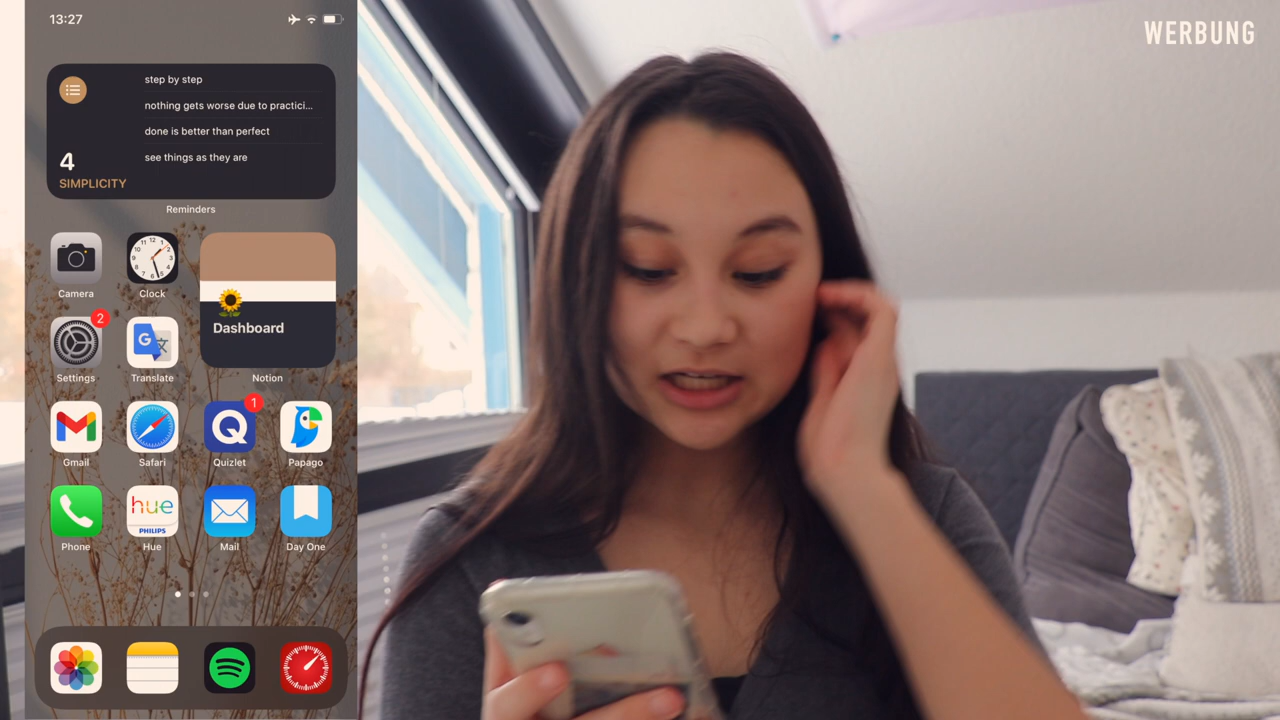 13:27
WERBUNG
step by step
nothing gets worse due to practici...
done is better than perfect
see things as they are
4
SIMPLICITY
Reminders
12
Camera
Clock
Dashboard
2
G
文
Settings
Translate
Notion
1
Q
Gmail
Safari
Quizlet
Papago
hue
PHILIPS
Phone
Hue
Mail
Day One